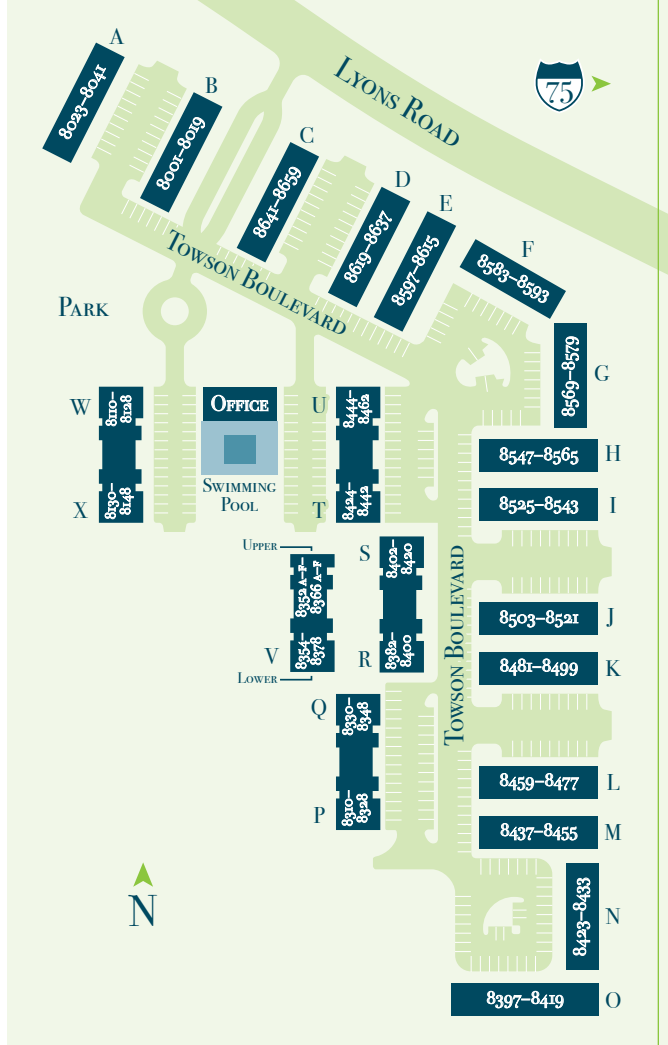 A
8023–8041
B
8001–8019
LYONS ROAD
75
C
8641–8659
D
8619–8637
E
8597–8615
F
8583–8593
TOWSON BOULEVARD
PARK
G
8569–8579
W
8110–
8128
OFFICE
U
8444–
8462
H
8547–8565
X
8130–
8148
SWIMMING
POOL
T
8424–
8442
I
8525–8543
UPPER
8352 A–F
8366 A–F
S
8402–
8420
TOWSON BOULEVARD
J
8503–8521
V
8354–
8378
LOWER
R
8382–
8400
K
8481–8499
Q
8330–
8348
L
8459–8477
P
8310–
8328
M
8437–8455
N
N
8423–8433
O
8397–8419